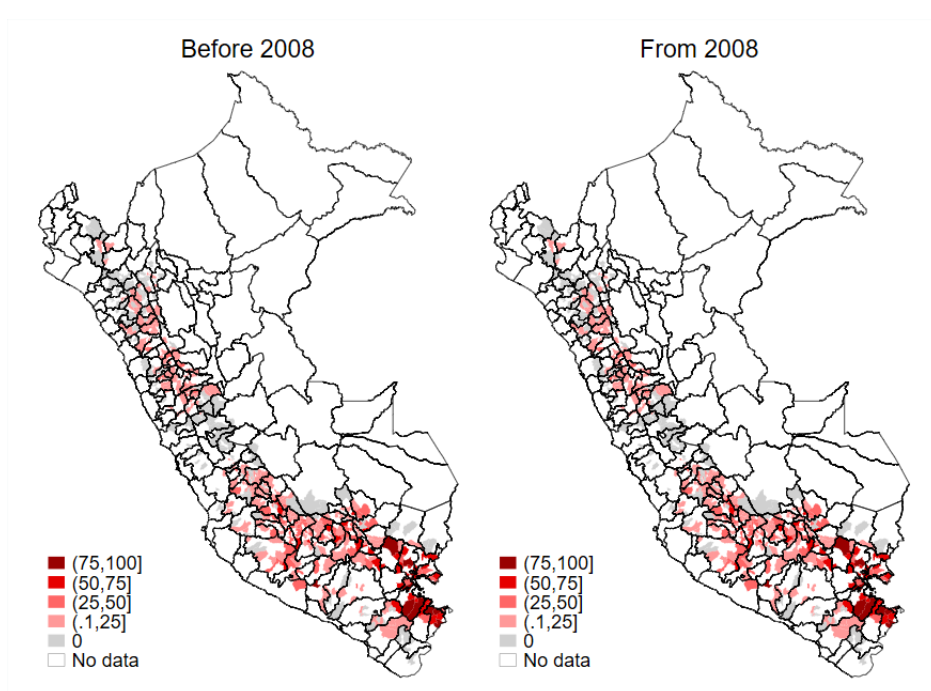 Before 2008
(75,100]
(50,75]
(25,50]
(.1,25]
0
No data
From 2008
(75,100]
(50,75]
(25,50]
(.1,25]
0
No data